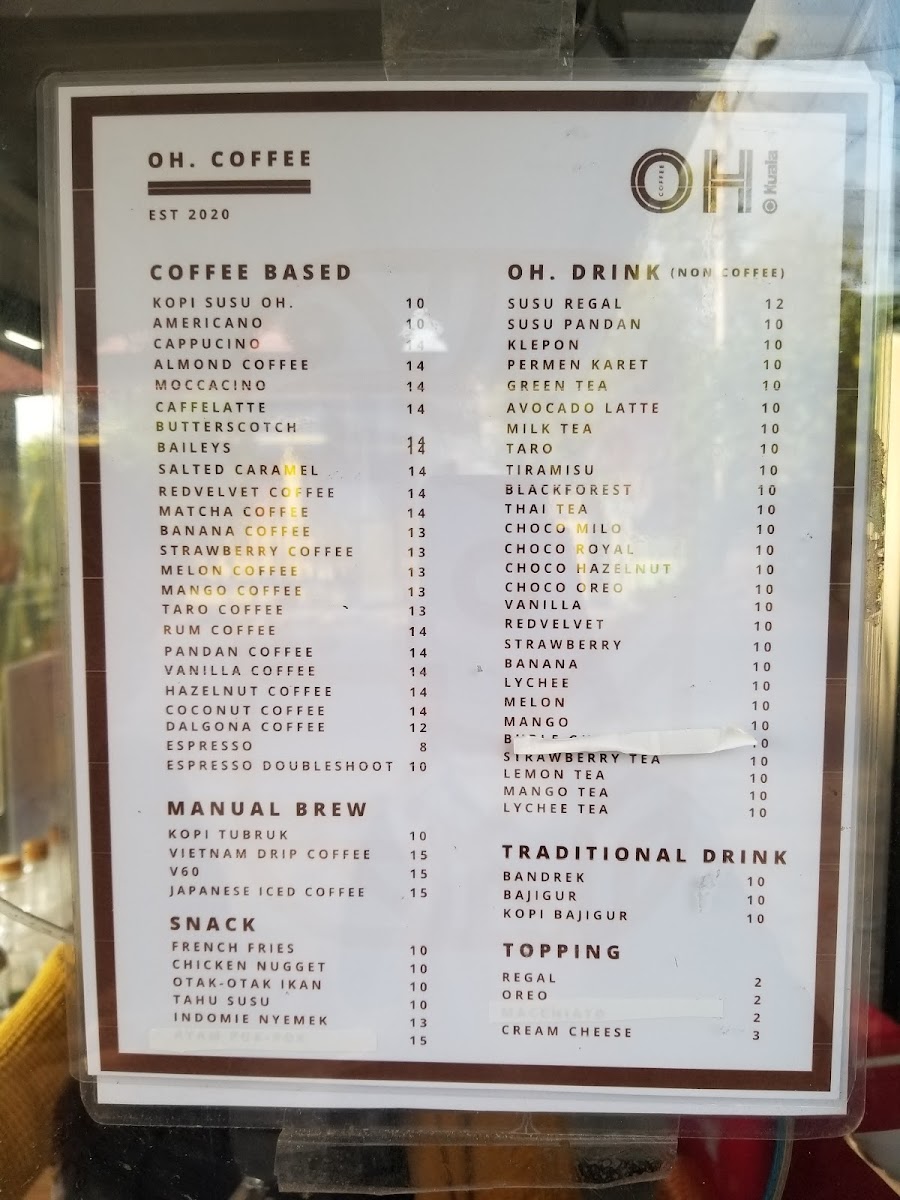 OH. COFFEE
EST 2020
COFFEE
OH
Kuala
COFFEE BASED
KOPI SUSU OH. 10
AMERICANO 10
CAPPUCINO 14
ALMOND COFFEE 14
MOCCACINO 14
CAFFELATTE 14
BUTTERSCOTCH 14
BAILEYS 14
SALTED CARAMEL 14
REDVELVET COFFEE 14
MATCHA COFFEE 14
BANANA COFFEE 13
STRAWBERRY COFFEE 13
MELON COFFEE 13
MANGO COFFEE 13
TARO COFFEE 13
RUM COFFEE 14
PANDAN COFFEE 14
VANILLA COFFEE 14
HAZELNUT COFFEE 14
COCONUT COFFEE 14
DALGONA COFFEE 12
ESPRESSO 8
ESPRESSO DOUBLESHOOT 10
MANUAL BREW
KOPI TUBRUK 10
VIETNAM DRIP COFFEE 15
V60 15
JAPANESE ICED COFFEE 15
SNACK
FRENCH FRIES 10
CHICKEN NUGGET 10
OTAK-OTAK IKAN 10
TAHU SUSU 10
INDOMIE NYEMEK 13
AYAM POK-POK 15
OH. DRINK (NON COFFEE)
SUSU REGAL 12
SUSU PANDAN 10
KLEPON 10
PERMEN KARET 10
GREEN TEA 10
AVOCADO LATTE 10
MILK TEA 10
TARO 10
TIRAMISU 10
BLACKFOREST 10
THAI TEA 10
CHOCO MILO 10
CHOCO ROYAL 10
CHOCO HAZELNUT 10
CHOCO OREO 10
VANILLA 10
REDVELVET 10
STRAWBERRY 10
BANANA 10
LYCHEE 10
MELON 10
MANGO 10
10
STRAWBERRY TEA 10
LEMON TEA 10
MANGO TEA 10
LYCHEE TEA 10
TRADITIONAL DRINK
BANDREK 10
BAJIGUR 10
KOPI BAJIGUR 10
TOPPING
REGAL 2
OREO 2
MACCHIATO 2
CREAM CHEESE 3